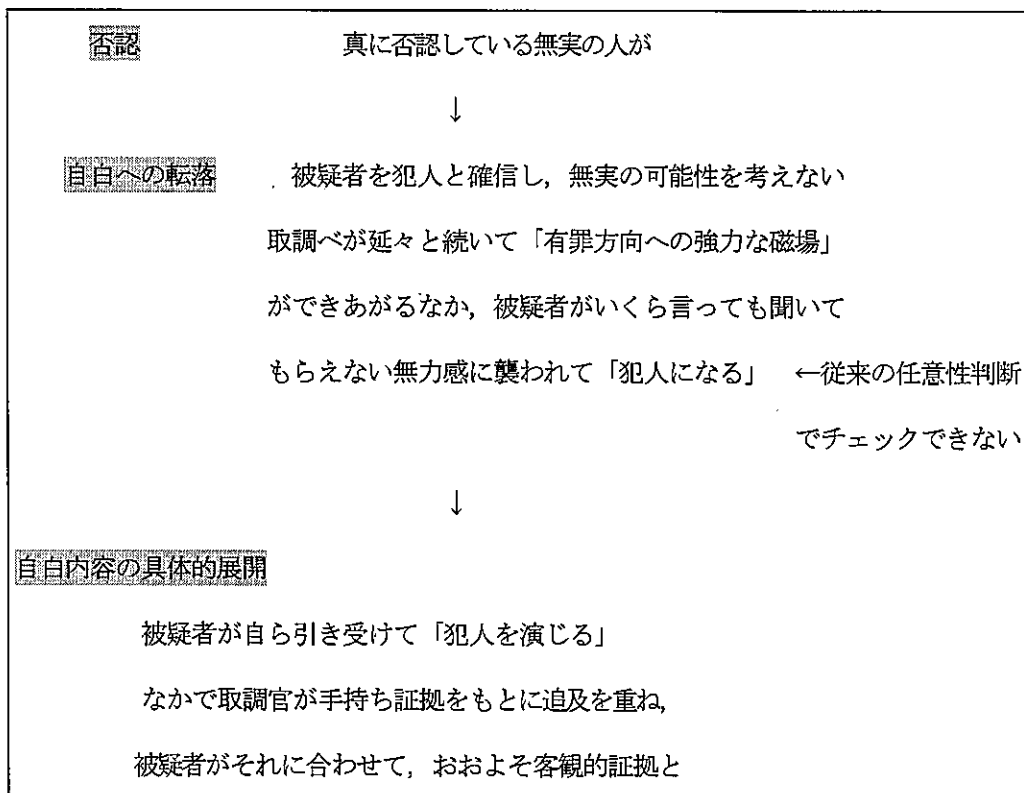 否認　真に否認している無実の人が
↓
自白への転落　被疑者を犯人と確信し，無実の可能性を考えない
取調べが延々と続いて「有罪方向への強力な磁場」
ができあがるなか，被疑者がいくら言っても聞いて
もらえない無力感に襲われて「犯人になる」　←従来の任意性判断
でチェックできない
↓
自白内容の具体的展開
被疑者が自ら引き受けて「犯人を演じる」
なかで取調官が手持ち証拠をもとに追及を重ね，
被疑者がそれに合わせて，おおよそ客観的証拠と